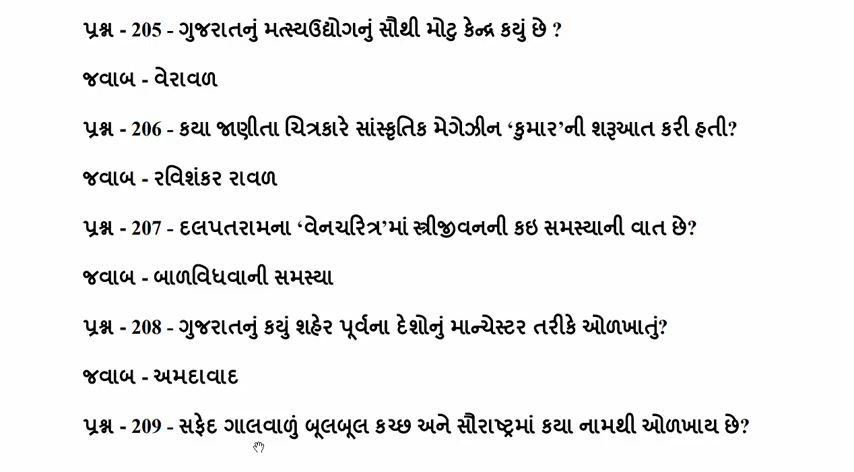 પ્રશ્ન - 205 - ગુજરાતનું મત્સ્યઉદ્યોગનું સૌથી મોટુ કેન્દ્ર કયું છે ?
જવાબ - વેરાવળ
પ્રશ્ન - 206 - કયા જાણીતા ચિત્રકારે સાંસ્કૃતિક મેગેઝીન ‘કુમાર’ની શરૂઆત કરી હતી?
જવાબ - રવિશંકર રાવળ
પ્રશ્ન - 207 - દલપતરામના ‘વેનચરિત્ર’માં સ્ત્રીજીવનની કઇ સમસ્યાની વાત છે?
જવાબ - બાળવિધવાની સમસ્યા
પ્રશ્ન - 208 - ગુજરાતનું કયું શહેર પૂર્વના દેશોનું માન્ચેસ્ટર તરીકે ઓળખાતું?
જવાબ - અમદાવાદ
પ્રશ્ન - 209 - સફેદ ગાલવાળું બૂલબૂલ કચ્છ અને સૌરાષ્ટ્રમાં કયા નામથી ઓળખાય છે?